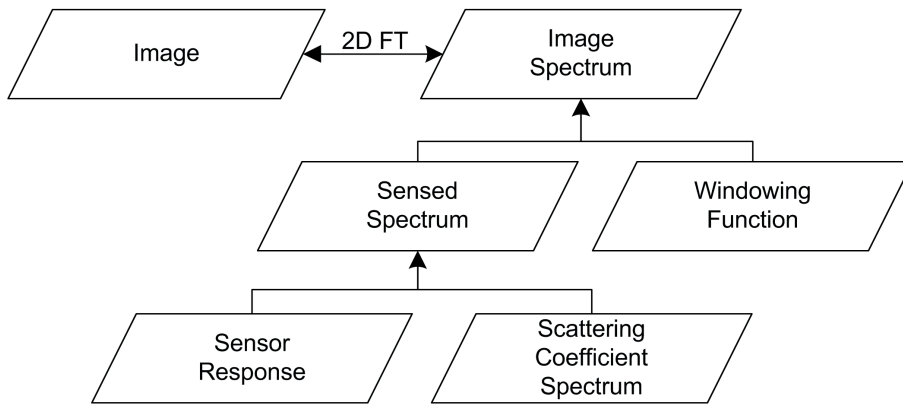 Image
2D FT
Image
Spectrum
Sensed
Spectrum
Windowing
Function
Sensor
Response
Scattering
Coefficient
Spectrum